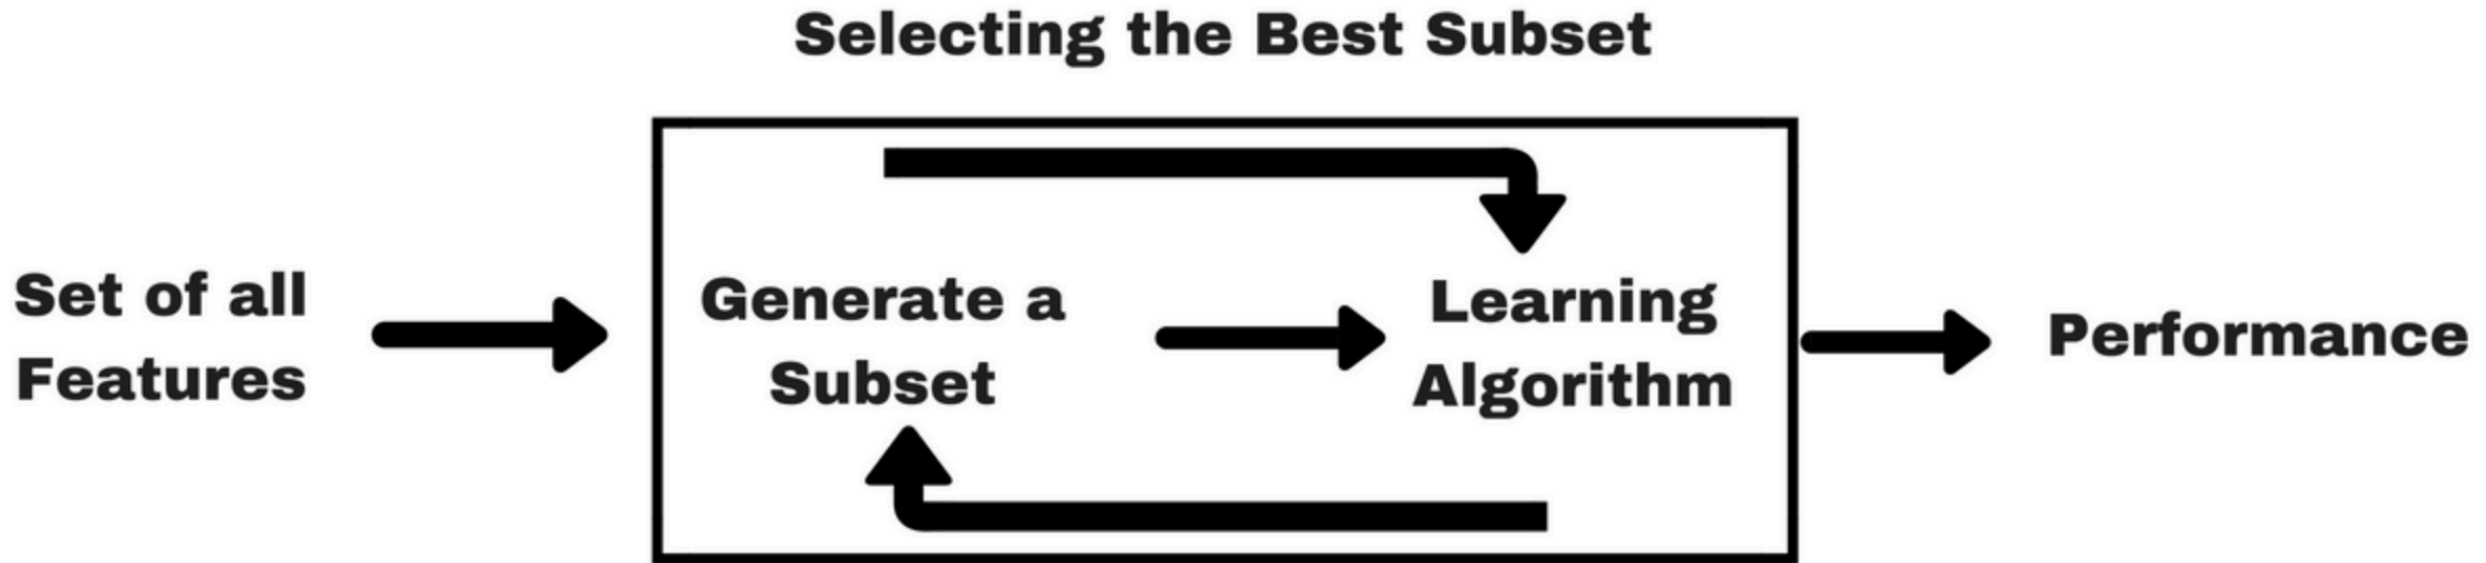 Selecting the Best Subset
Set of all
Features
Generate a
Subset
Learning
Algorithm
Performance